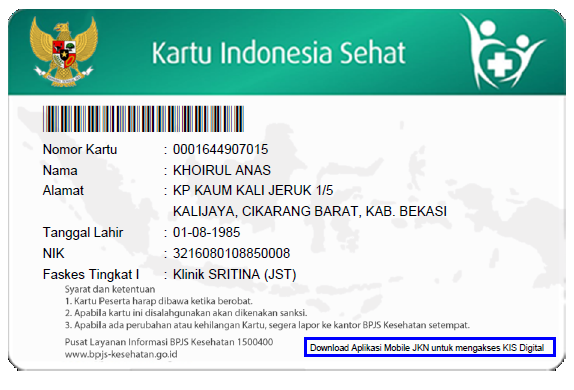 Kartu Indonesia Sehat
Nomor Kartu : 0001644907015
Nama : KHOIRUL ANAS
Alamat : KP KAUM KALI JERUK 1/5
KALIJAYA, CIKARANG BARAT, KAB. BEKASI
Tanggal Lahir : 01-08-1985
NIK : 3216080108850008
Faskes Tingkat I : Klinik SRITINA (JST)
Syarat dan ketentuan
1. Kartu Peserta harap dibawa ketika berobat.
2. Apabila kartu ini disalahgunakan akan dikenakan sanksi.
3. Apabila ada perubahan atau kehilangan Kartu, segera lapor ke kantor BPJS Kesehatan setempat.
Pusat Layanan Informasi BPJS Kesehatan 1500400
www.bpjs-kesehatan.go.id
Download Aplikasi Mobile JKN untuk mengakses KIS Digital